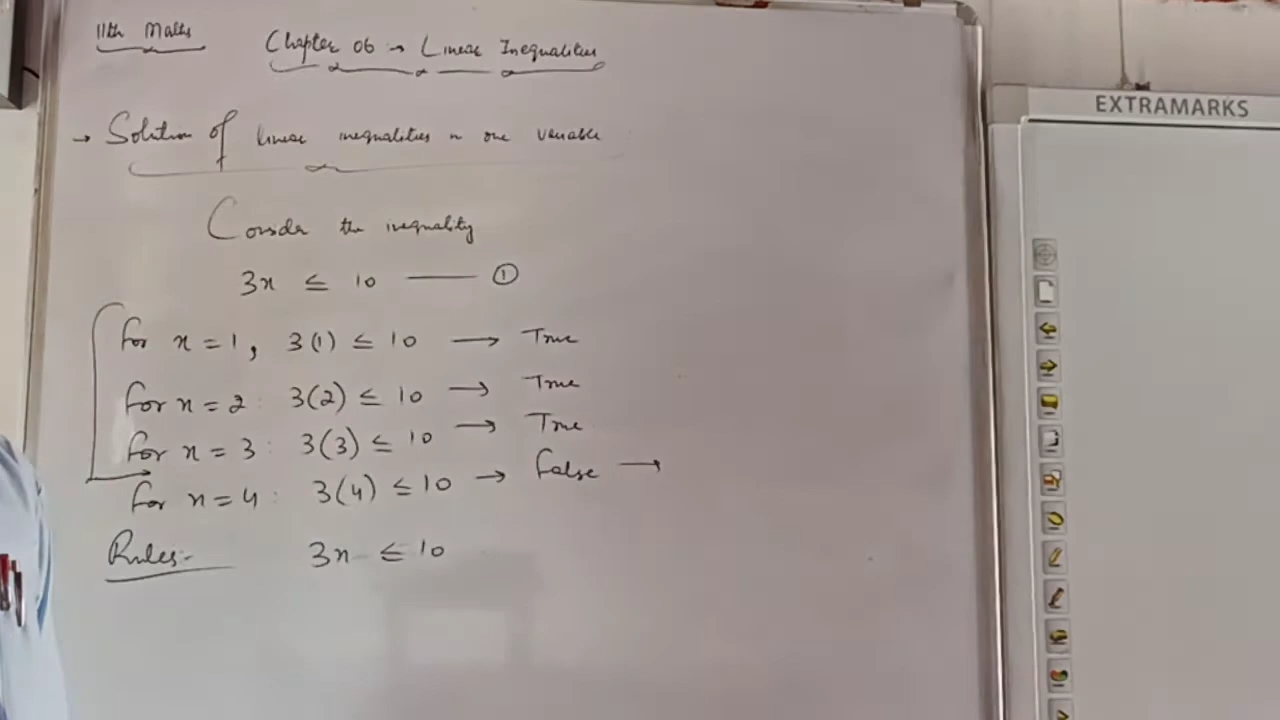 11th Maths
Chapter 06 → Linear Inequalities
EXTRAMARKS
→ Solution of linear inequalities in one variable
Consider the inequality
3x ≤ 10 —— ①
for x = 1, 3(1) ≤ 10 → True
for x = 2: 3(2) ≤ 10 → True
for x = 3: 3(3) ≤ 10 → True
for x = 4: 3(4) ≤ 10 → False →
Rules:- 3x ≤ 10